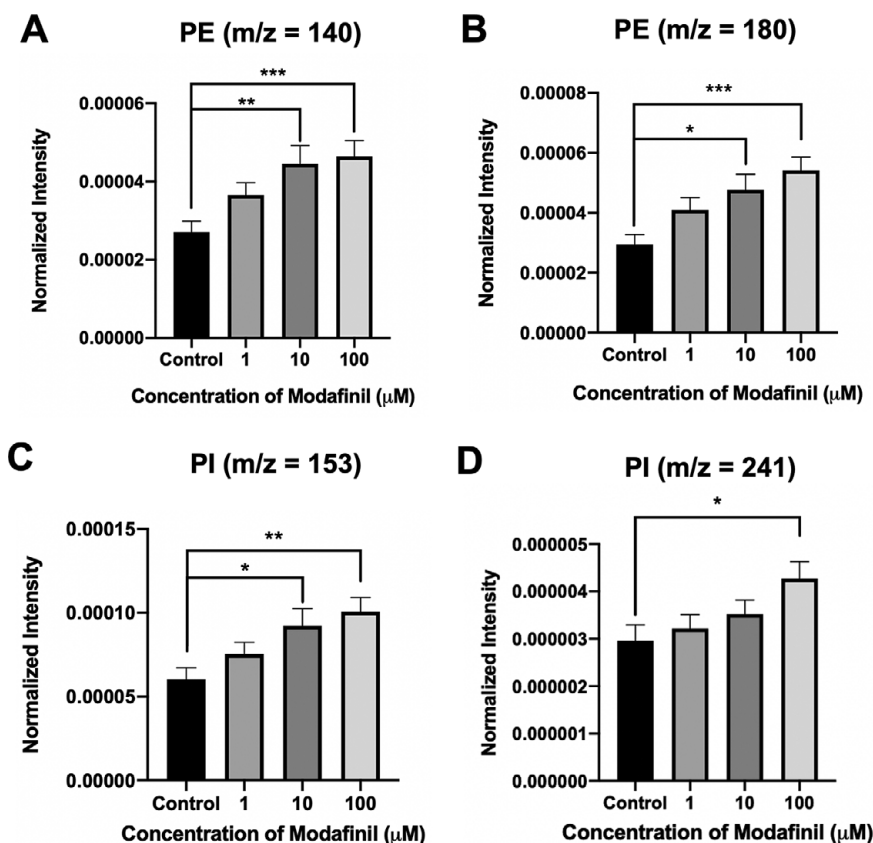 A
PE (m/z = 140)
***
**
0.00006
0.00004
0.00002
0.00000
Normalized Intensity
Control 1 10 100
Concentration of Modafinil (μM)
B
PE (m/z = 180)
***
*
0.00008
0.00006
0.00004
0.00002
0.00000
Normalized Intensity
Control 1 10 100
Concentration of Modafinil (μM)
C
PI (m/z = 153)
**
*
0.00015
0.00010
0.00005
0.00000
Normalized Intensity
Control 1 10 100
Concentration of Modafinil (μM)
D
PI (m/z = 241)
*
0.000005
0.000004
0.000003
0.000002
0.000001
0.000000
Normalized Intensity
Control 1 10 100
Concentration of Modafinil (μM)